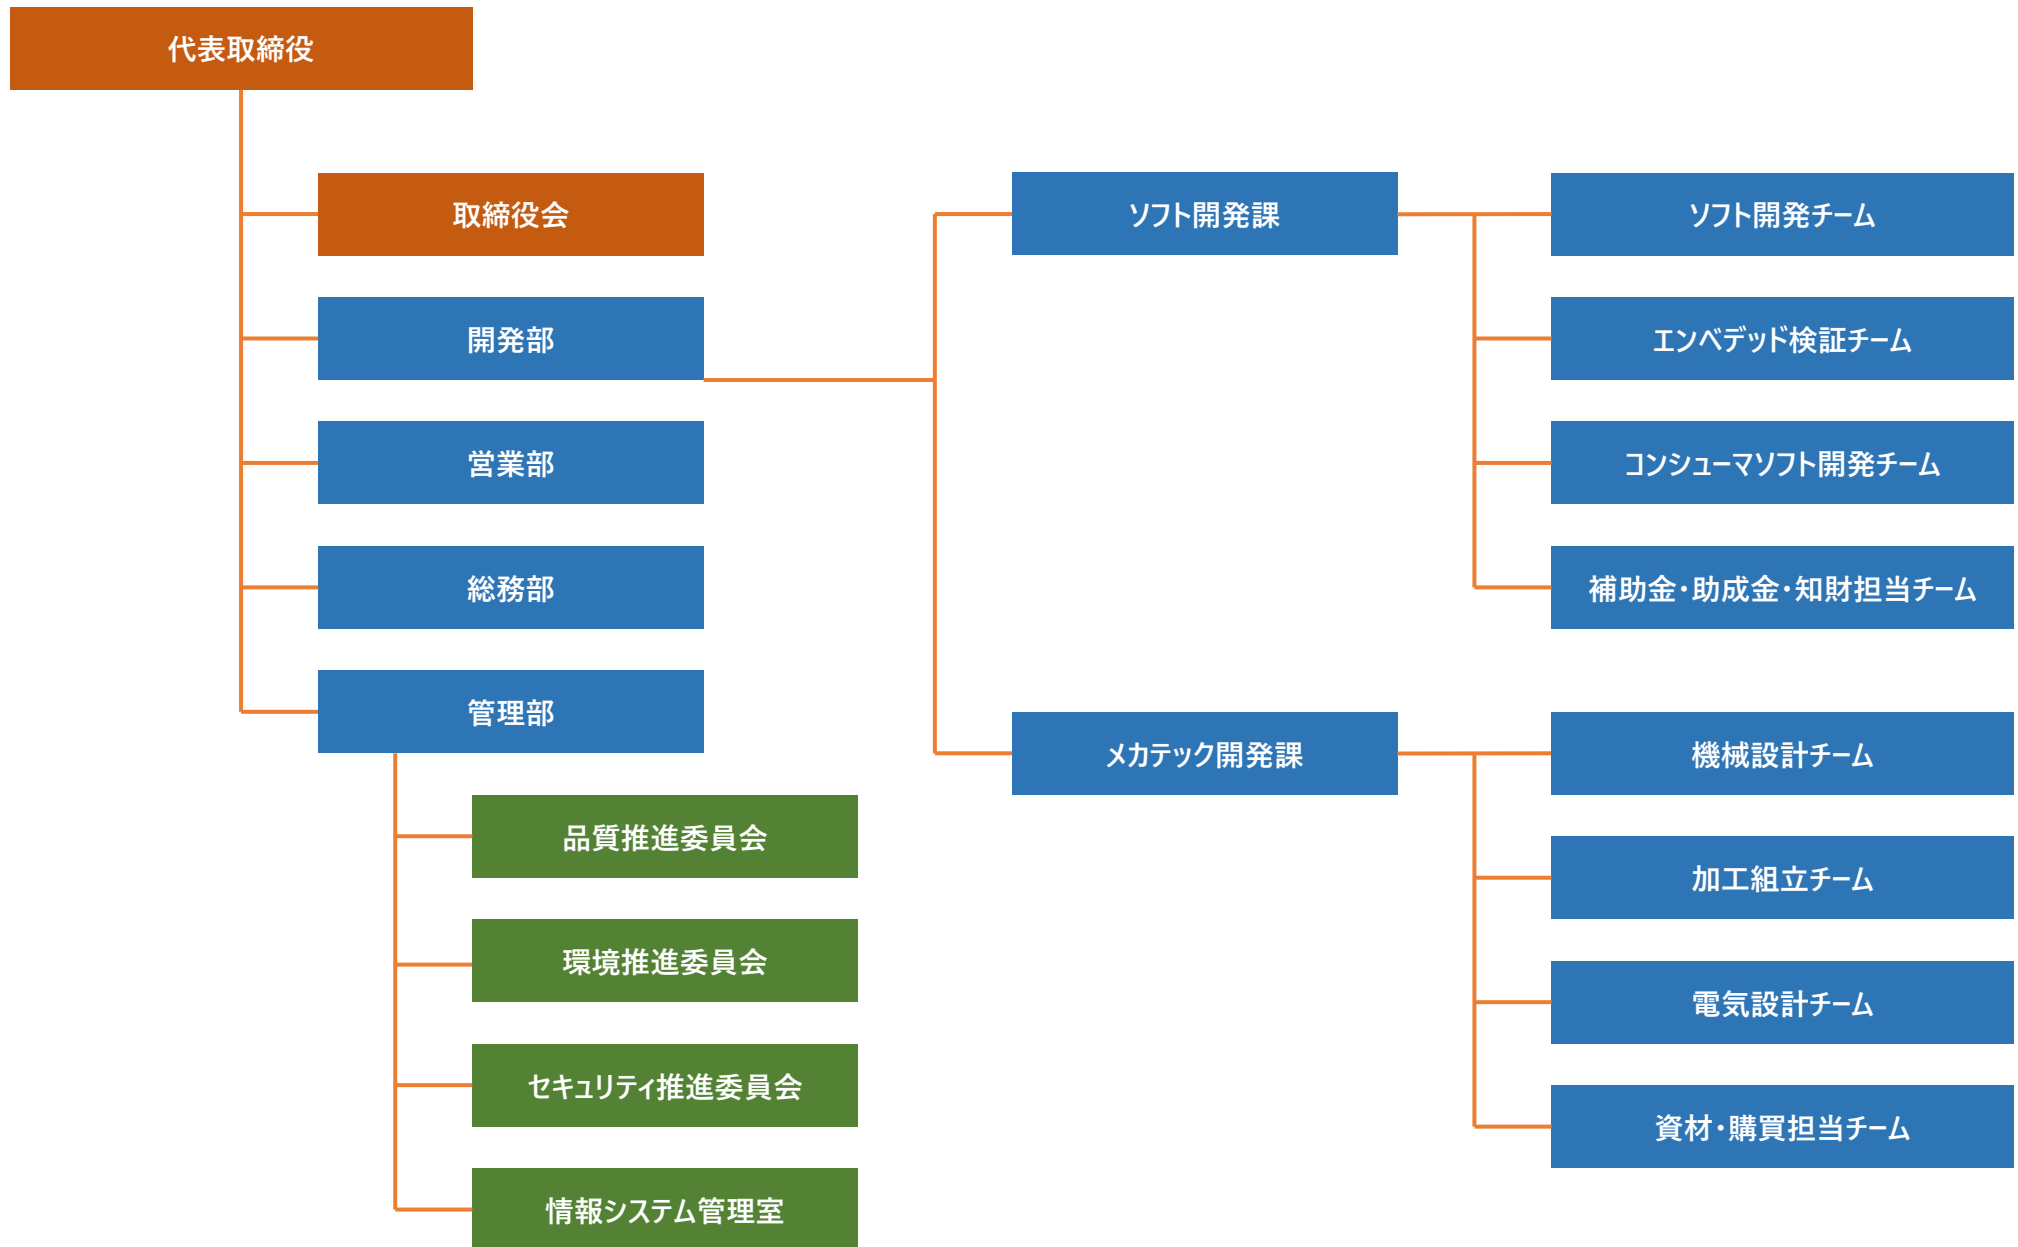 代表取締役
取締役会
開発部
営業部
総務部
管理部
品質推進委員会
環境推進委員会
セキュリティ推進委員会
情報システム管理室
ソフト開発課
ソフト開発チーム
エンベデッド検証チーム
コンシューマソフト開発チーム
補助金・助成金・知財担当チーム
メカテック開発課
機械設計チーム
加工組立チーム
電気設計チーム
資材・購買担当チーム